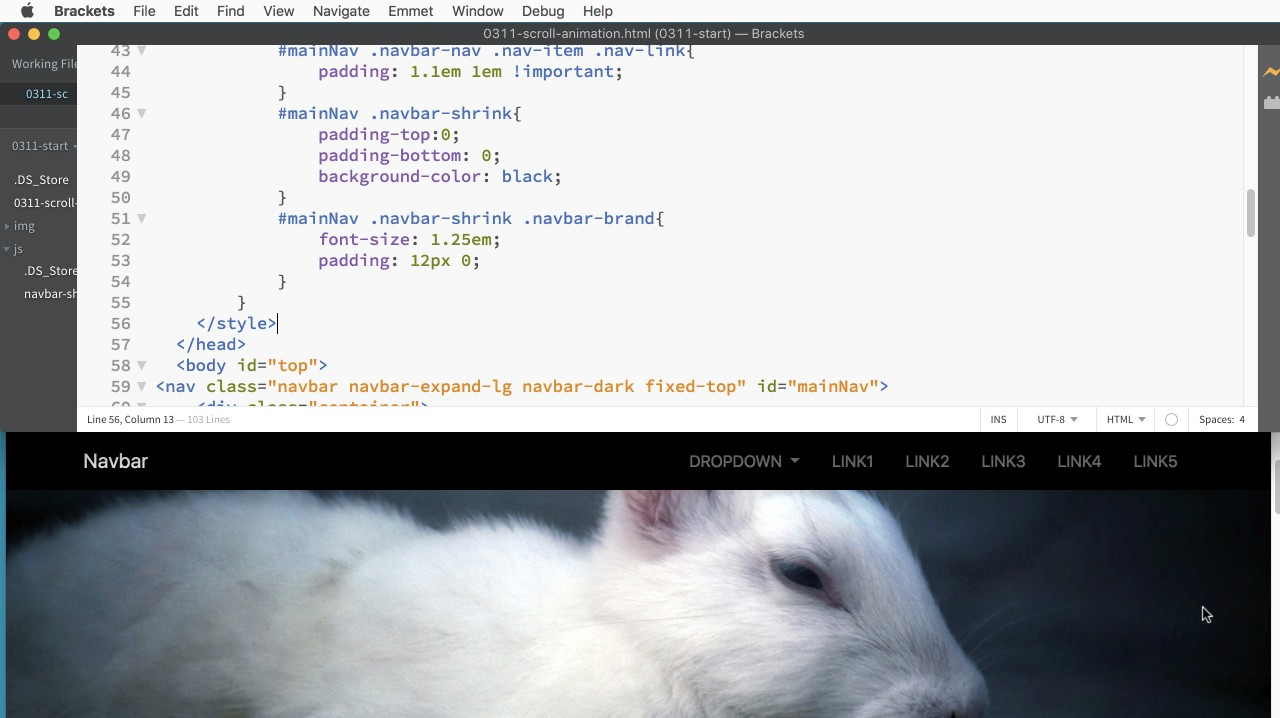 Brackets File Edit Find View Navigate Emmet Window Debug Help
0311-scroll-animation.html (0311-start) — Brackets
Working File
0311-sc
0311-start
.DS_Store
0311-scroll-
img
js
.DS_Store
navbar-sh
43 #mainNav .navbar-nav .nav-item .nav-link{
44 padding: 1.1em 1em !important;
45 }
46 #mainNav .navbar-shrink{
47 padding-top:0;
48 padding-bottom: 0;
49 background-color: black;
50 }
51 #mainNav .navbar-shrink .navbar-brand{
52 font-size: 1.25em;
53 padding: 12px 0;
54 }
55 }
56 </style>
57 </head>
58 <body id="top">
59 <nav class="navbar navbar-expand-lg navbar-dark fixed-top" id="mainNav">
60 <div class="container">
Line 56, Column 13 — 103 Lines INS UTF-8 HTML Spaces: 4
Navbar DROPDOWN LINK1 LINK2 LINK3 LINK4 LINK5